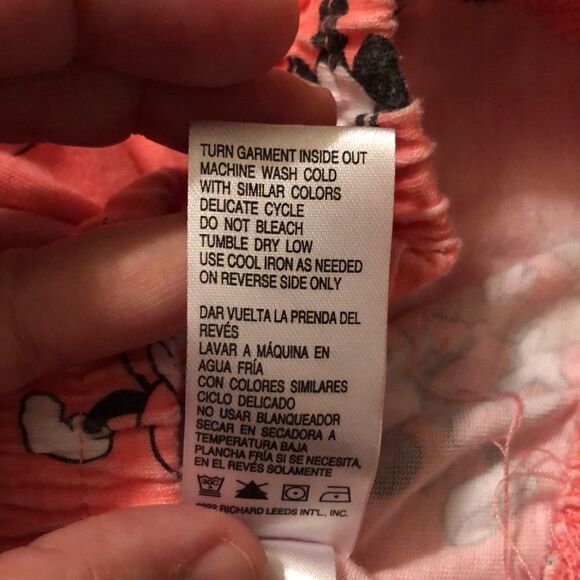 TURN GARMENT INSIDE OUT
MACHINE WASH COLD
WITH SIMILAR COLORS
DELICATE CYCLE
DO NOT BLEACH
TUMBLE DRY LOW
USE COOL IRON AS NEEDED
ON REVERSE SIDE ONLY
DAR VUELTA LA PRENDA DEL
REVÉS
LAVAR A MÁQUINA EN
AGUA FRÍA
CON COLORES SIMILARES
CICLO DELICADO
NO USAR BLANQUEADOR
SECAR EN SECADORA A
TEMPERATURA BAJA
PLANCHA FRÍA SI SE NECESITA,
EN EL REVÉS SOLAMENTE
2022 RICHARD LEEDS INT'L., INC.